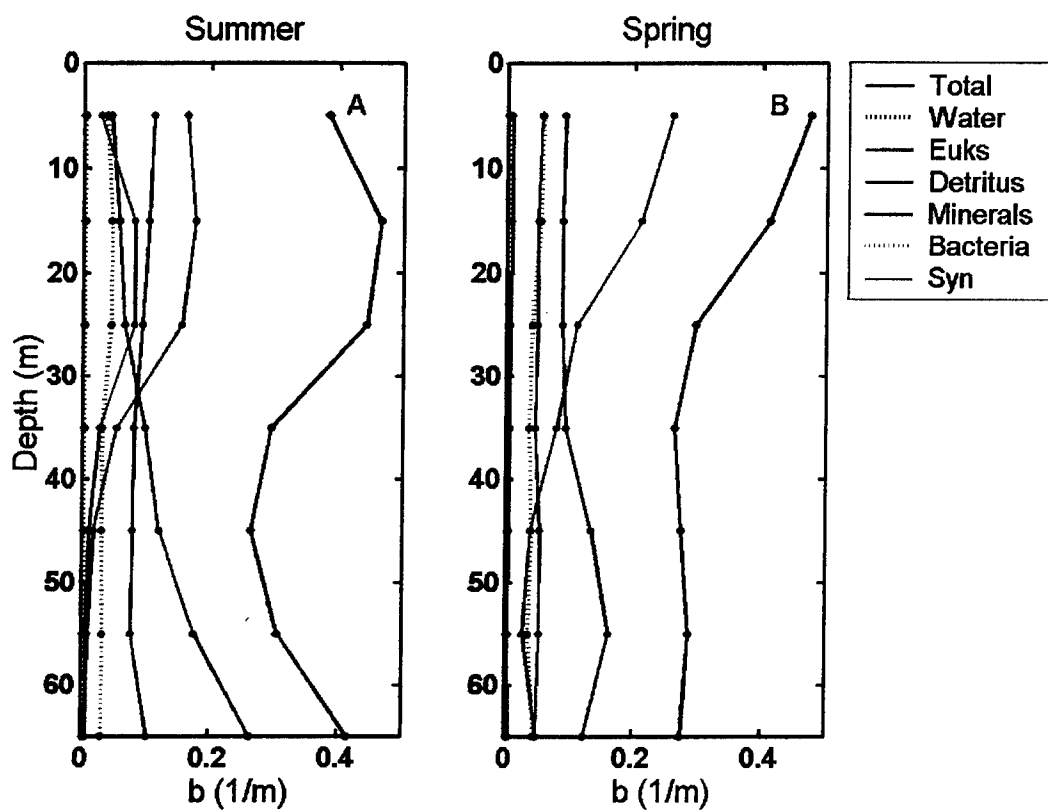 Summer
Spring
0
10
20
30
40
50
60
Depth (m)
A
0
0.2
0.4
b (1/m)
0
10
20
30
40
50
60
B
0
0.2
0.4
b (1/m)
Total
Water
Euks
Detritus
Minerals
Bacteria
Syn